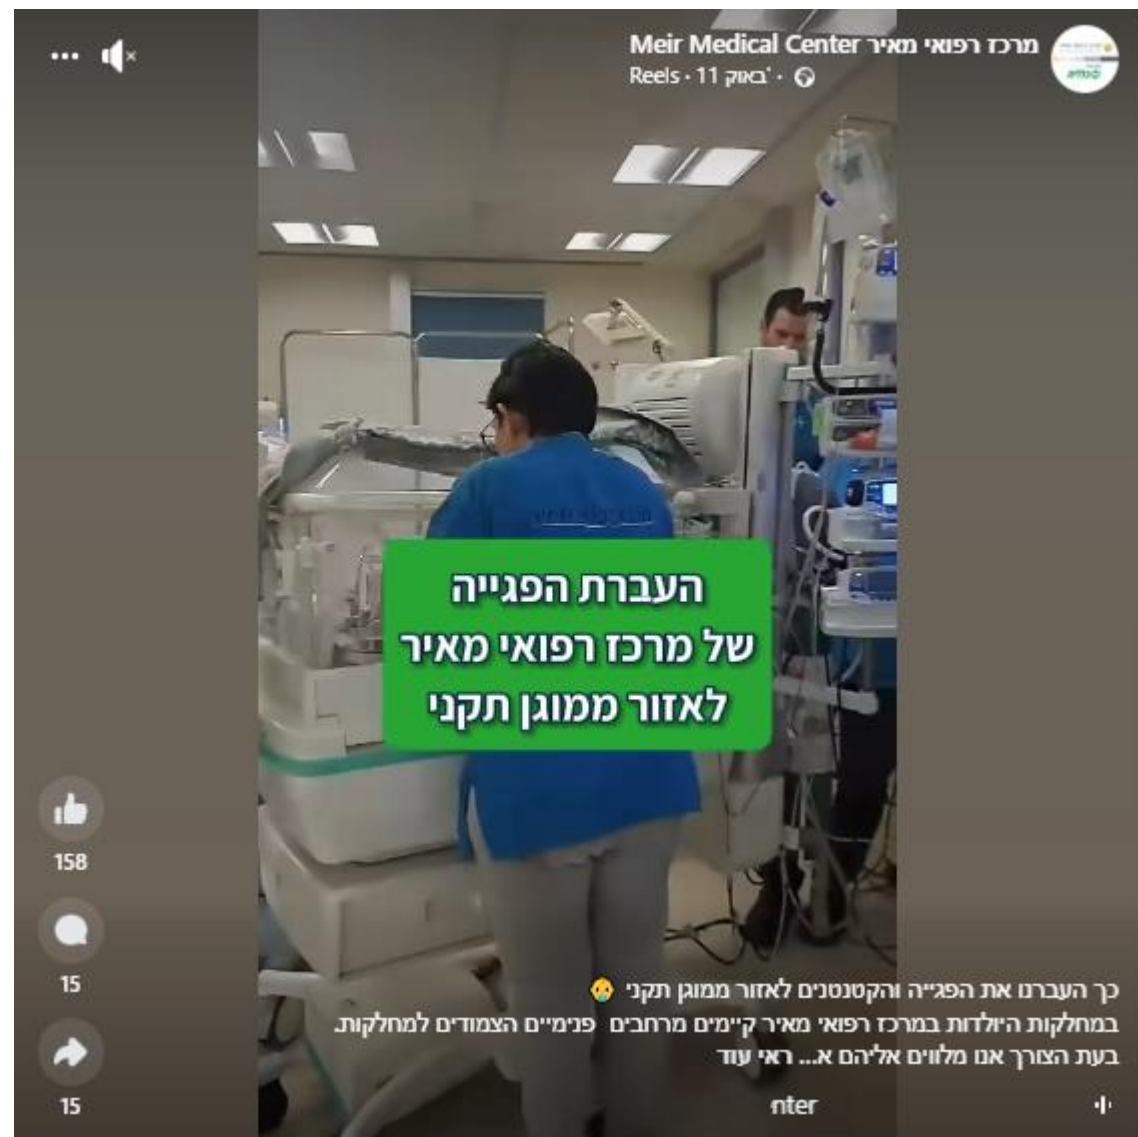 מרכז רפואי מאיר Meir Medical Center
Reels · 11 באוק׳ ·
העברת הפגייה
של מרכז רפואי מאיר
לאזור ממוגן תקני
כך העברנו את הפגייה והקטנטנים לאזור ממוגן תקני 👶
במחלקות היולדות במרכז רפואי מאיר קיימים מרחבים פנימיים הצמודים למחלקות.
בעת הצורך אנו מלווים אליהם א... ראי עוד
nter
158
15
15